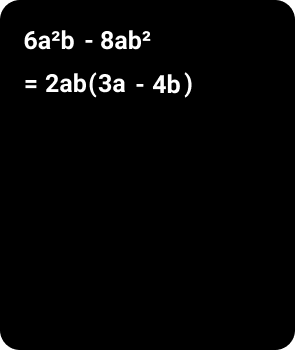 6a²b - 8ab²
= 2ab(3a - 4b)